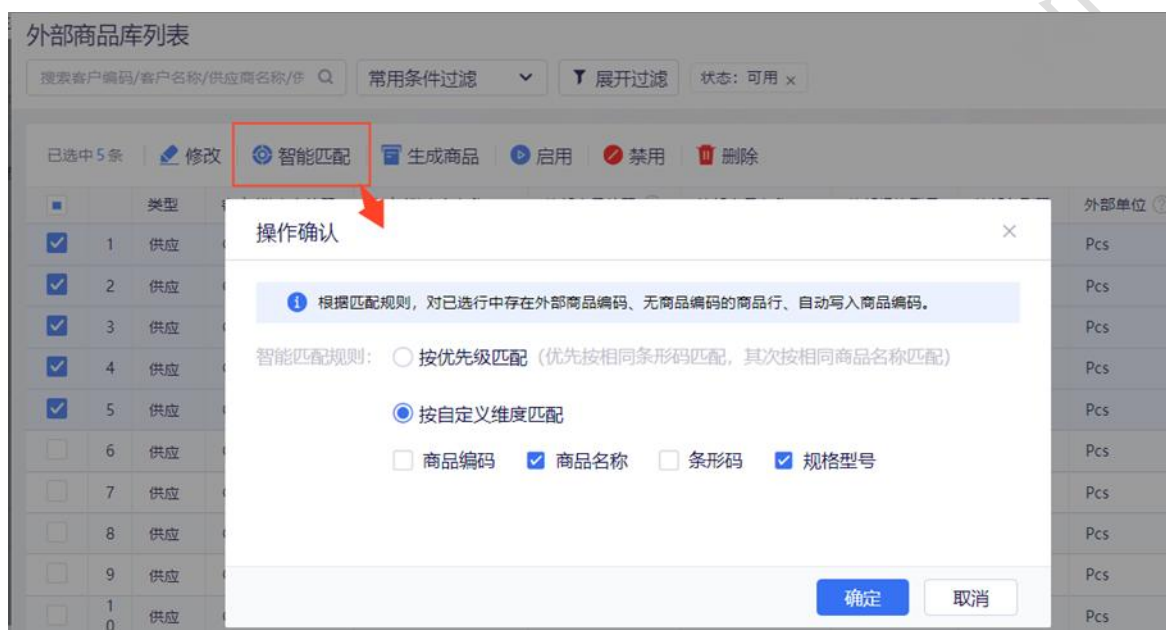 外部商品库列表
搜索客户编码/客户名称/供应商名称/供
常用条件过滤
展开过滤
状态：可用 ×
已选中5条
修改
智能匹配
生成商品
启用
禁用
删除
类型
外部单位
操作确认
1 供应 Pcs
2 供应 Pcs
根据匹配规则，对已选行中存在外部商品编码、无商品编码的商品行、自动写入商品编码。
3 供应 Pcs
智能匹配规则： 按优先级匹配（优先按相同条形码匹配，其次按相同商品名称匹配）
4 供应 Pcs
按自定义维度匹配
5 供应 Pcs
商品编码 商品名称 条形码 规格型号
6 供应 Pcs
7 供应 Pcs
8 供应 Pcs
9 供应 Pcs
确定 取消
10 供应 Pcs